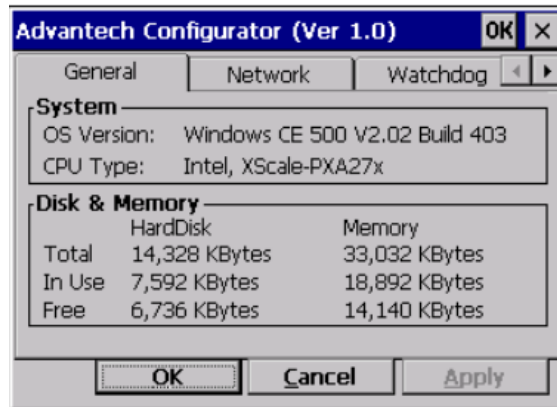 Advantech Configurator (Ver 1.0) OK ×
General Network Watchdog
System
OS Version: Windows CE 500 V2.02 Build 403
CPU Type: Intel, XScale-PXA27x
Disk & Memory
HardDisk Memory
Total 14,328 KBytes 33,032 KBytes
In Use 7,592 KBytes 18,892 KBytes
Free 6,736 KBytes 14,140 KBytes
OK Cancel Apply